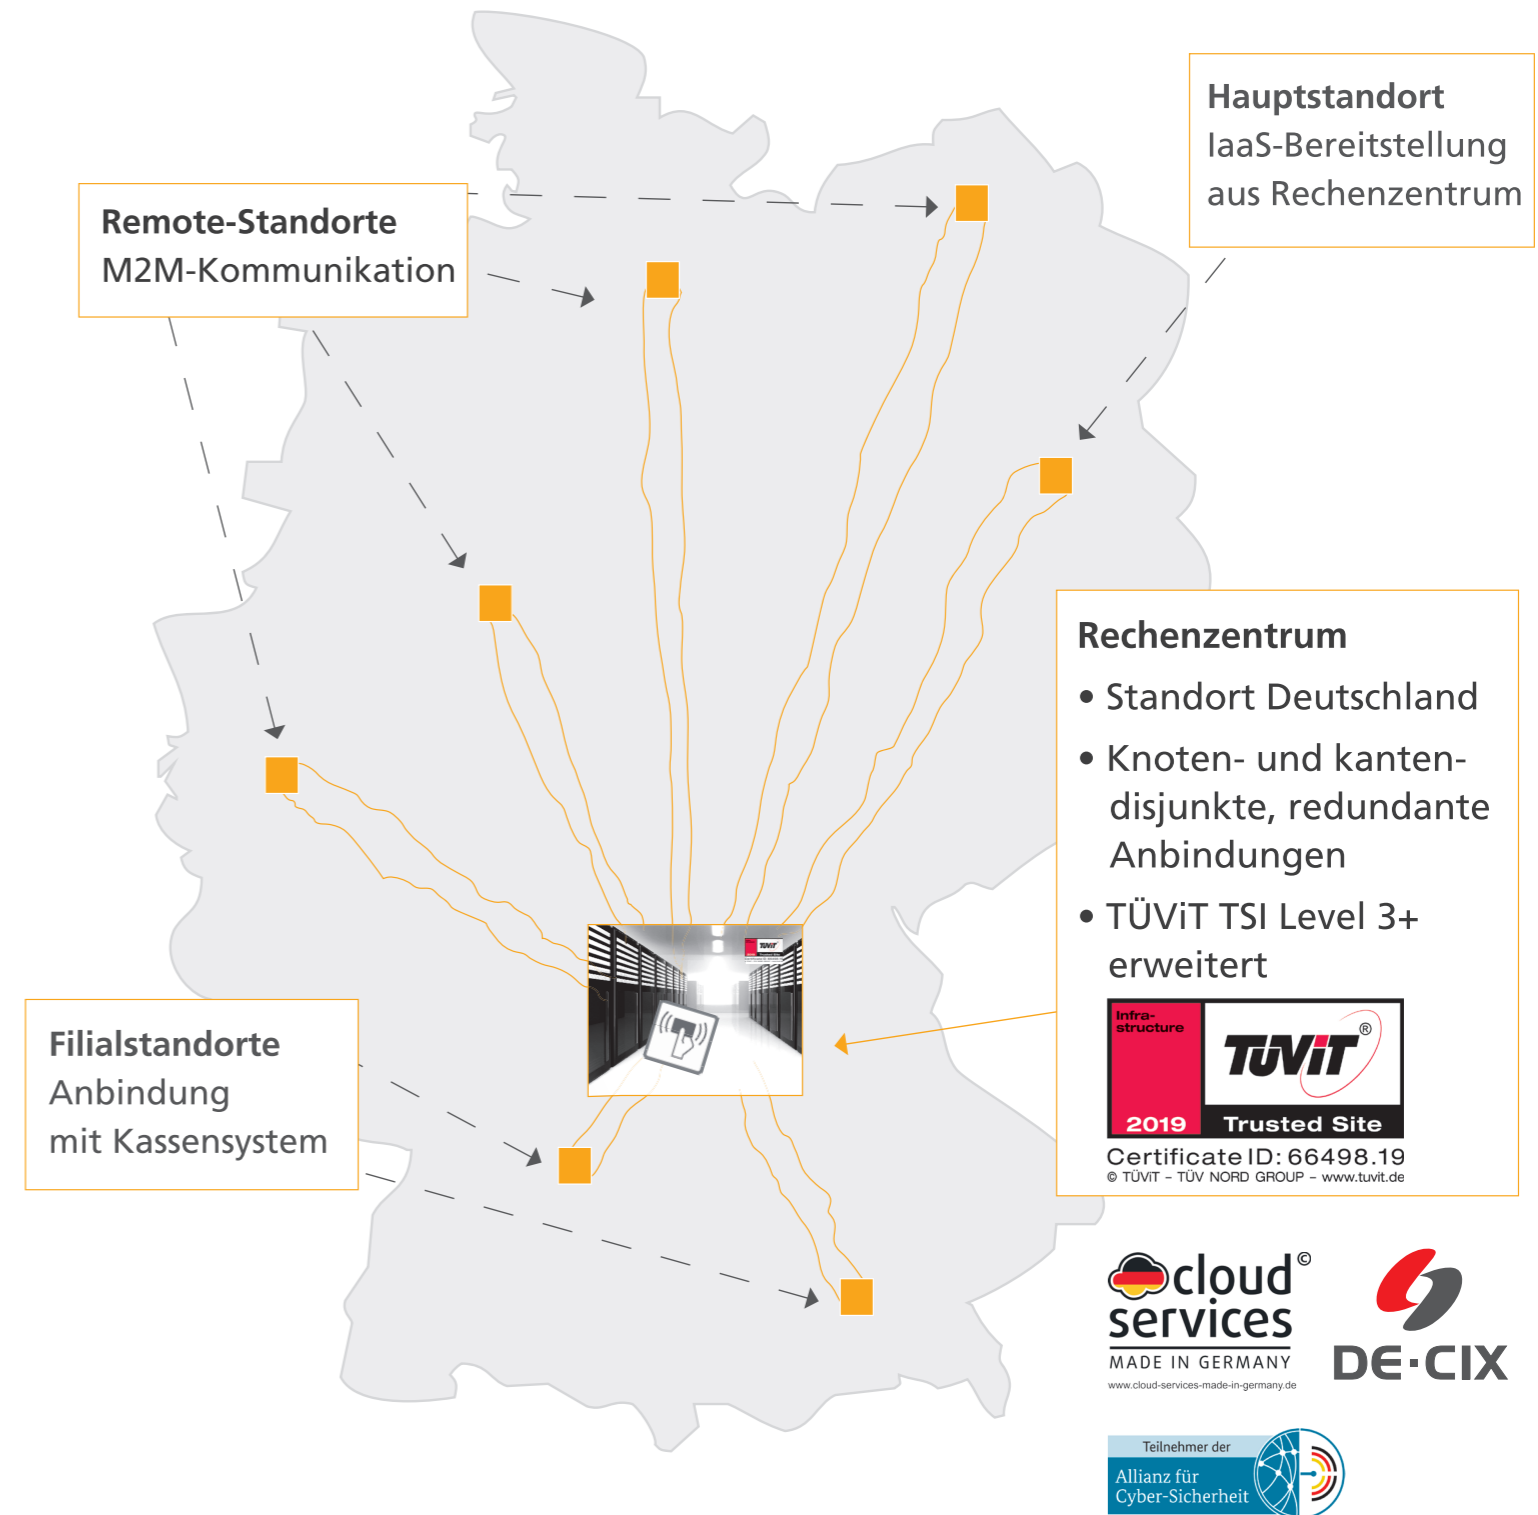 Hauptstandort
IaaS-Bereitstellung
aus Rechenzentrum
Remote-Standorte
M2M-Kommunikation
Rechenzentrum
• Standort Deutschland
• Knoten- und kanten-
disjunkte, redundante
Anbindungen
• TÜViT TSI Level 3+
erweitert
Infra-
structure
TÜViT®
2019
Trusted Site
Certificate ID: 66498.19
© TÜViT – TÜV NORD GROUP – www.tuvit.de
TÜViT
Trusted Site
Filialstandorte
Anbindung
mit Kassensystem
cloud©
services
MADE IN GERMANY
www.cloud-services-made-in-germany.de
DE·CIX
Teilnehmer der
Allianz für
Cyber-Sicherheit